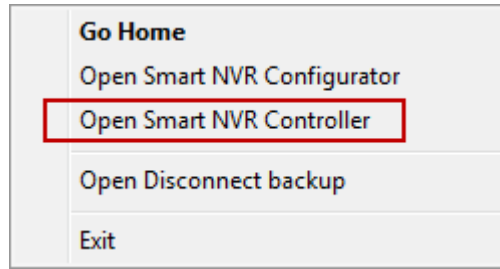 Go Home
Open Smart NVR Configurator
Open Smart NVR Controller
Open Disconnect backup
Exit